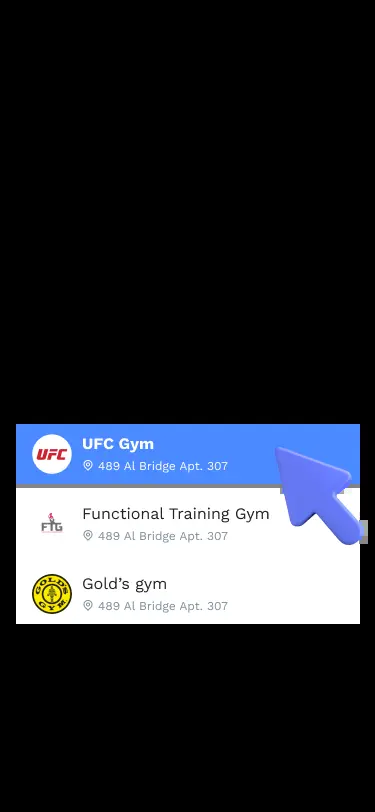 UFC
UFC Gym
489 Al Bridge Apt. 307
FTG
Functional Training Gym
489 Al Bridge Apt. 307
GOLD'S GYM
Gold's gym
489 Al Bridge Apt. 307